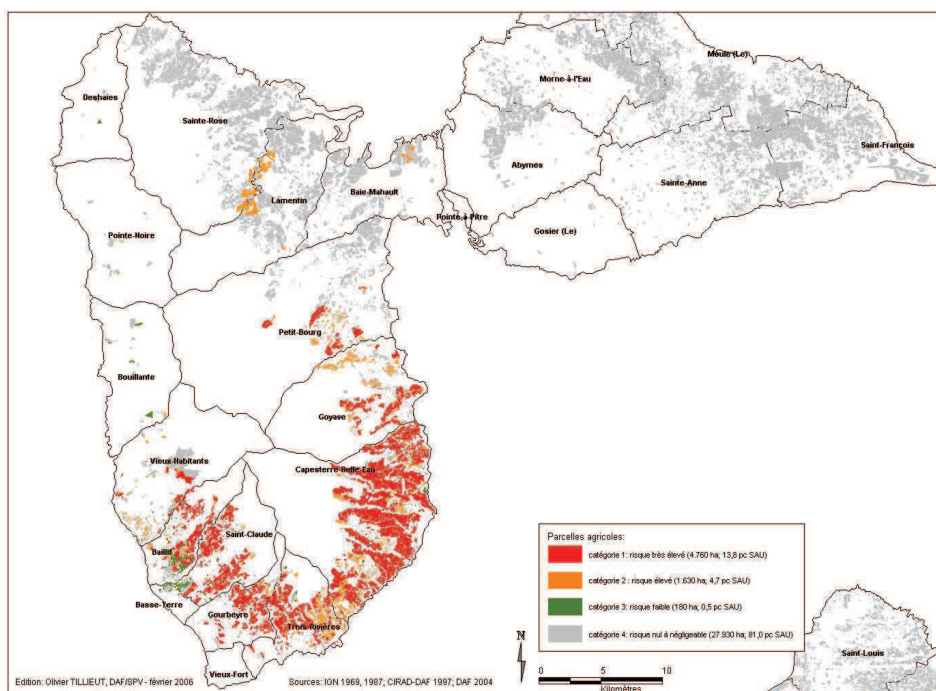 Deshaies
Sainte-Rose
Lamentin
Baie-Mahault
Pointe-Noire
Morne-à-l'Eau
Moule (Le)
Abymes
Saint-François
Sainte-Anne
Pointe à Pitre
Gosier (Le)
Petit-Bourg
Bouillante
Goyave
Vieux-Habitants
Capesterre-Belle-Eau
Saint-Claude
Baillif
Basse-Terre
Gourbeyre
Trois-Rivières
Vieux-Fort
Saint-Louis
Parcelles agricoles:
catégorie 1: risque très élevé (4.760 ha; 13,8 pc SAU)
catégorie 2: risque élevé (1.630 ha; 4,7 pc SAU)
catégorie 3: risque faible (180 ha; 0,5 pc SAU)
catégorie 4: risque nul à négligeable (27.930 ha; 81,0 pc SAU)
N
0 5 10
Kilomètres
Edition: Olivier TILLIEUT, DAF/SPV - février 2006
Sources: IGN 1969, 1987; CIRAD-DAF 1997; DAF 2004